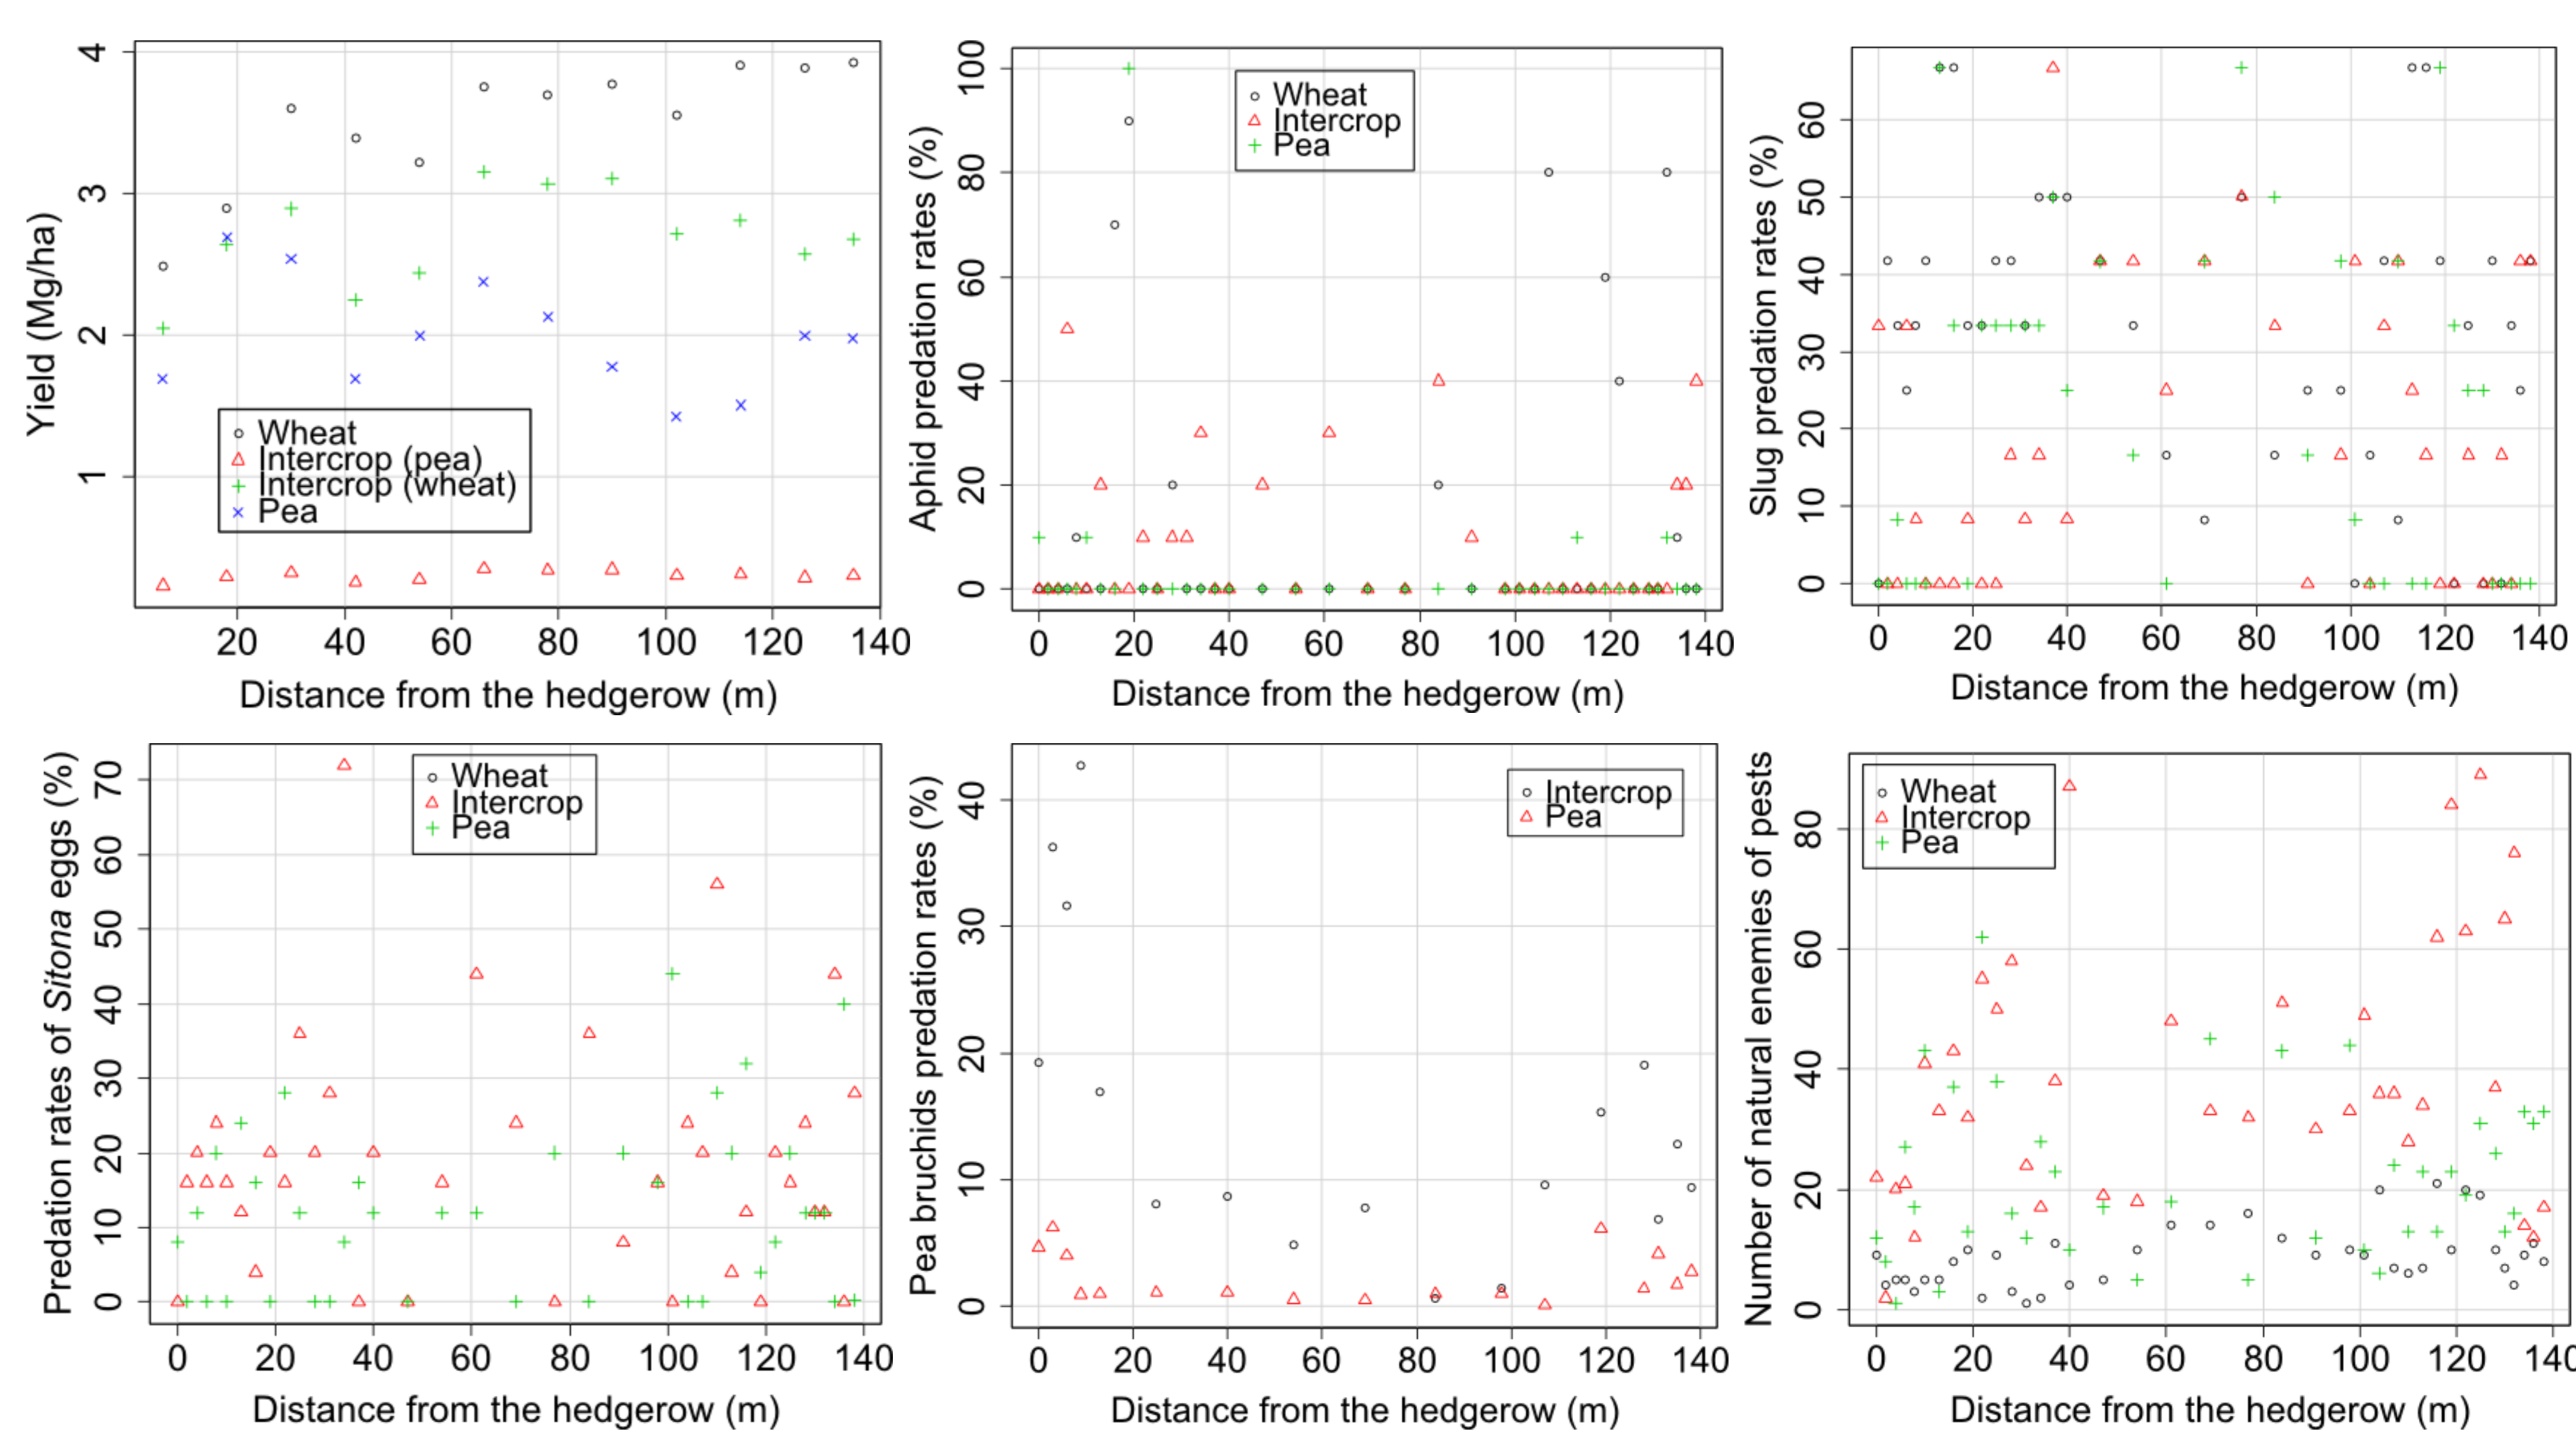 Yield (Mg/ha)
4
3
2
1
Wheat
Intercrop (pea)
Intercrop (wheat)
Pea
20 40 60 80 100 120 140
Distance from the hedgerow (m)
Aphid predation rates (%)
100
80
60
40
20
0
Wheat
Intercrop
Pea
0 20 40 60 80 100 120 140
Distance from the hedgerow (m)
Slug predation rates (%)
60
50
40
30
20
10
0
0 20 40 60 80 100 120 140
Distance from the hedgerow (m)
Predation rates of Sitona eggs (%)
70
60
50
40
30
20
10
0
Wheat
Intercrop
Pea
0 20 40 60 80 100 120 140
Distance from the hedgerow (m)
Pea bruchids predation rates (%)
40
30
20
10
0
Intercrop
Pea
0 20 40 60 80 100 120 140
Distance from the hedgerow (m)
Number of natural enemies of pests
80
60
40
20
0
Wheat
Intercrop
Pea
0 20 40 60 80 100 120 140
Distance from the hedgerow (m)